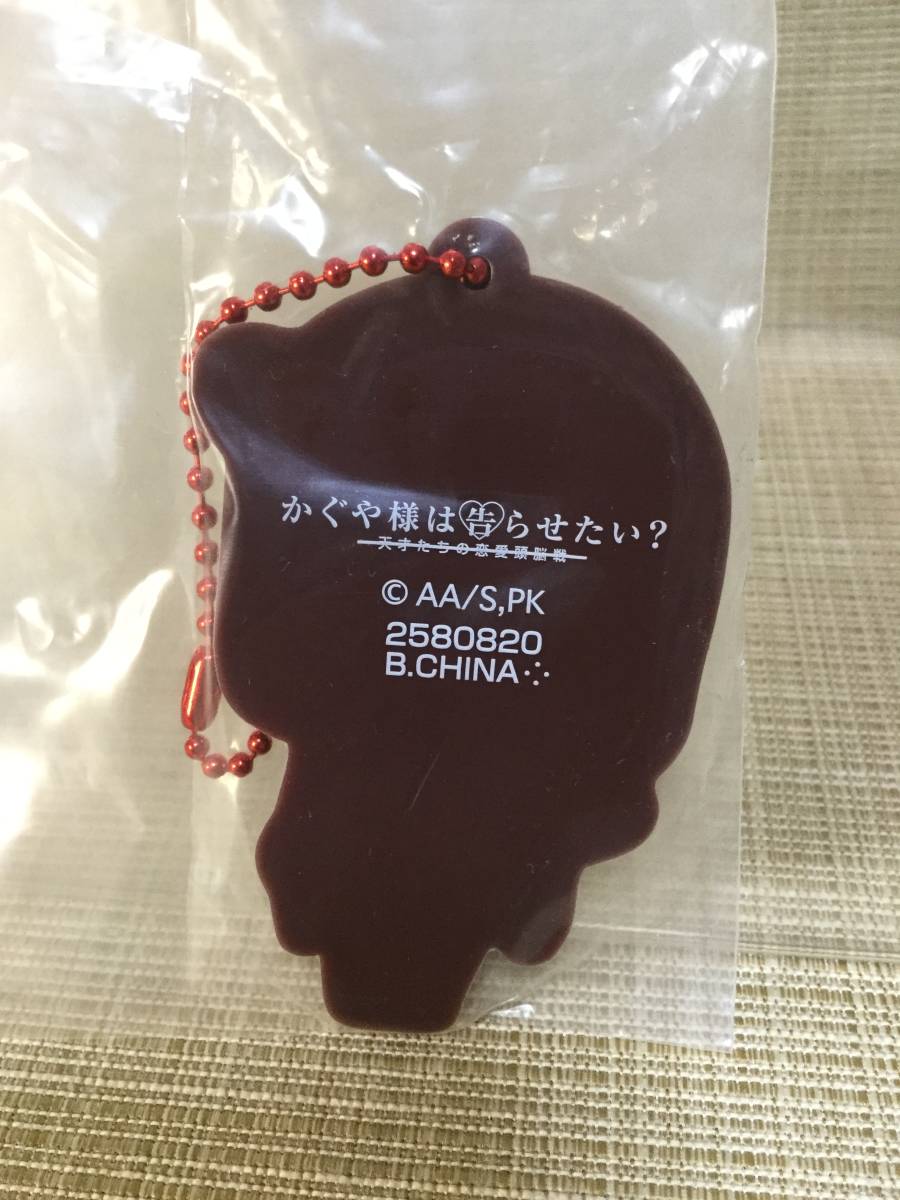 かぐや様は告らせたい?
天才たちの恋愛頭脳戦
© AA/S,PK
2580820
B.CHINA